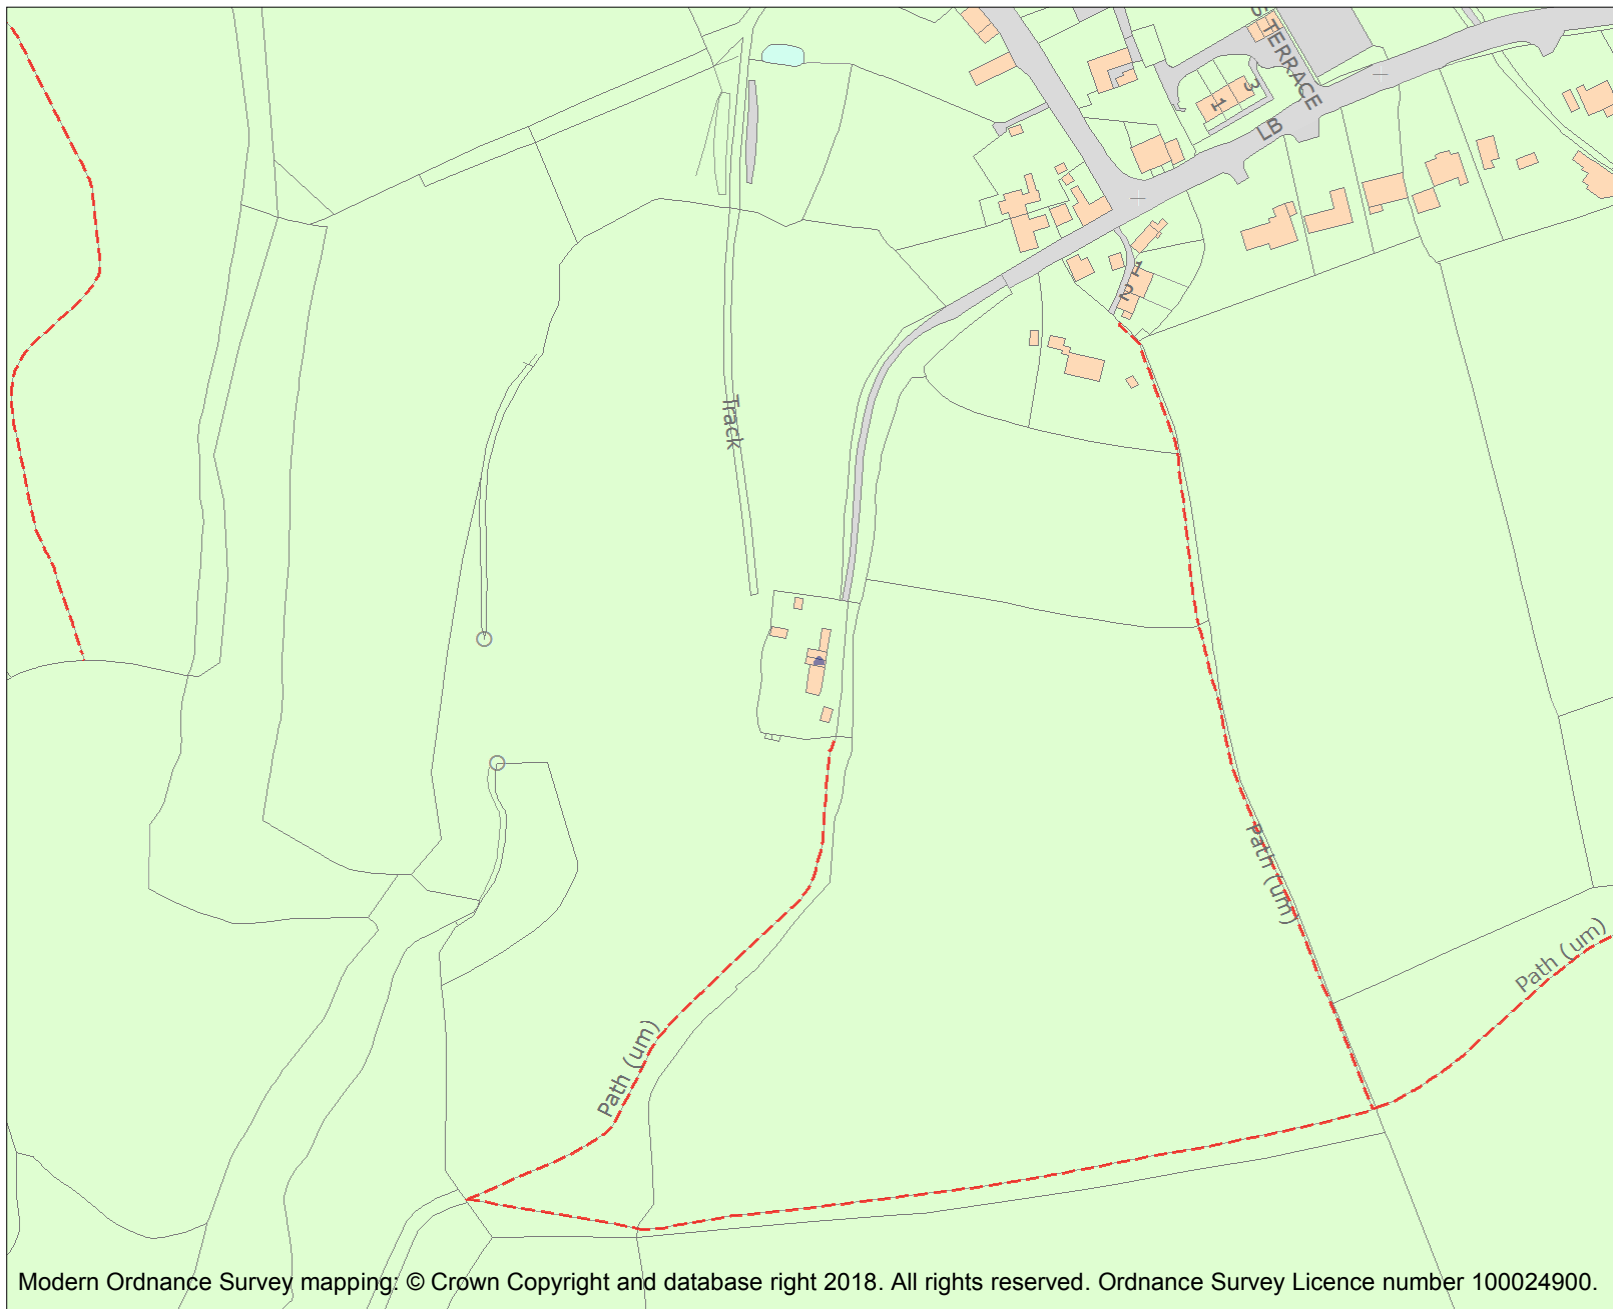 S TERRACE
3
1
LB
1
2
Track
Path (um)
Path (um)
Path (um)
Modern Ordnance Survey mapping: © Crown Copyright and database right 2018. All rights reserved. Ordnance Survey Licence number 100024900.